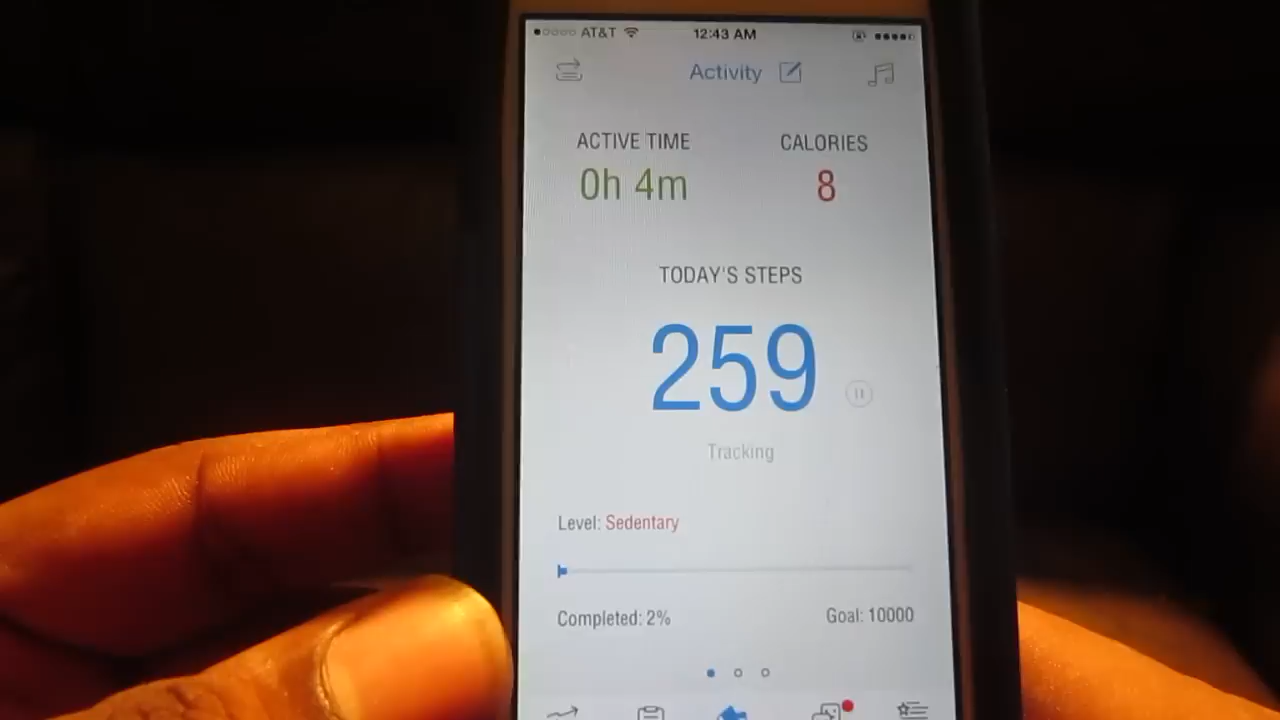 AT&T 12:43 AM
Activity
ACTIVE TIME CALORIES
0h 4m 8
TODAY'S STEPS
259
Tracking
Level: Sedentary
Completed: 2% Goal: 10000